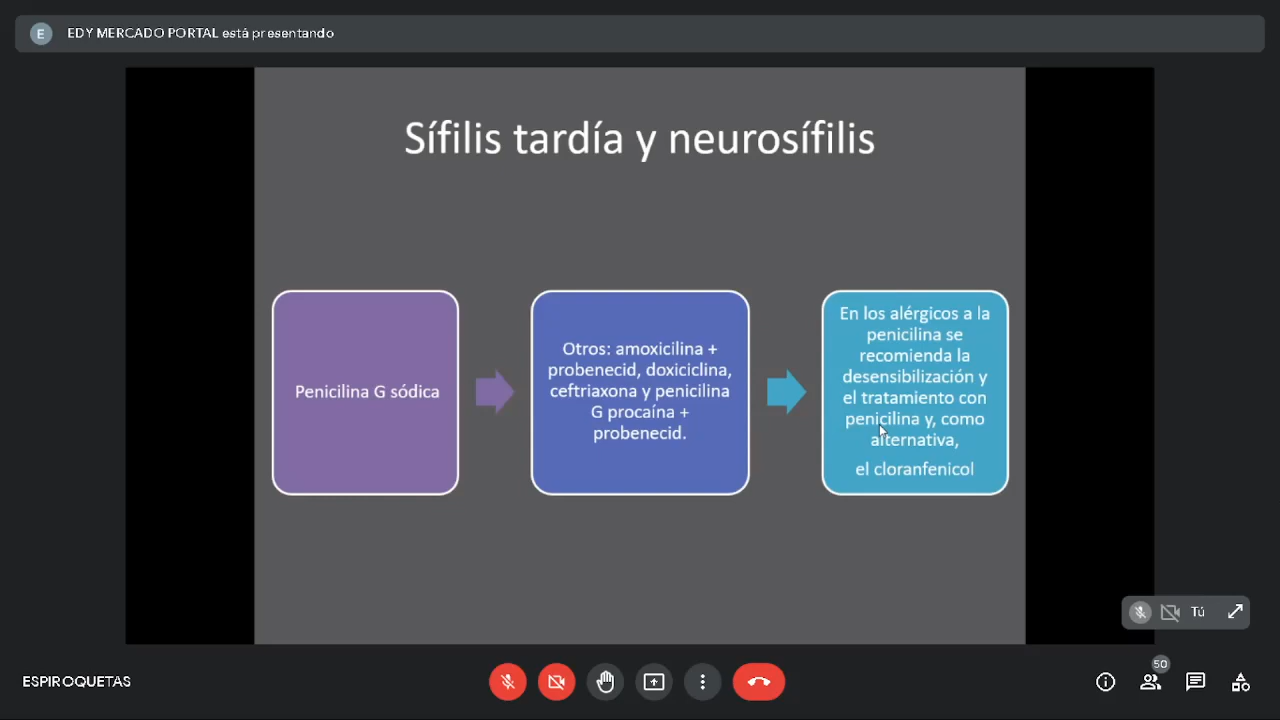 E
EDY MERCADO PORTAL está presentando
Sífilis tardía y neurosífilis
Penicilina G sódica
Otros: amoxicilina +
probenecid, doxiciclina,
ceftriaxona y penicilina
G procaína +
probenecid.
En los alérgicos a la
penicilina se
recomienda la
desensibilización y
el tratamiento con
penicilina y, como
alternativa,
el cloranfenicol
Tú
ESPIROQUETAS
50